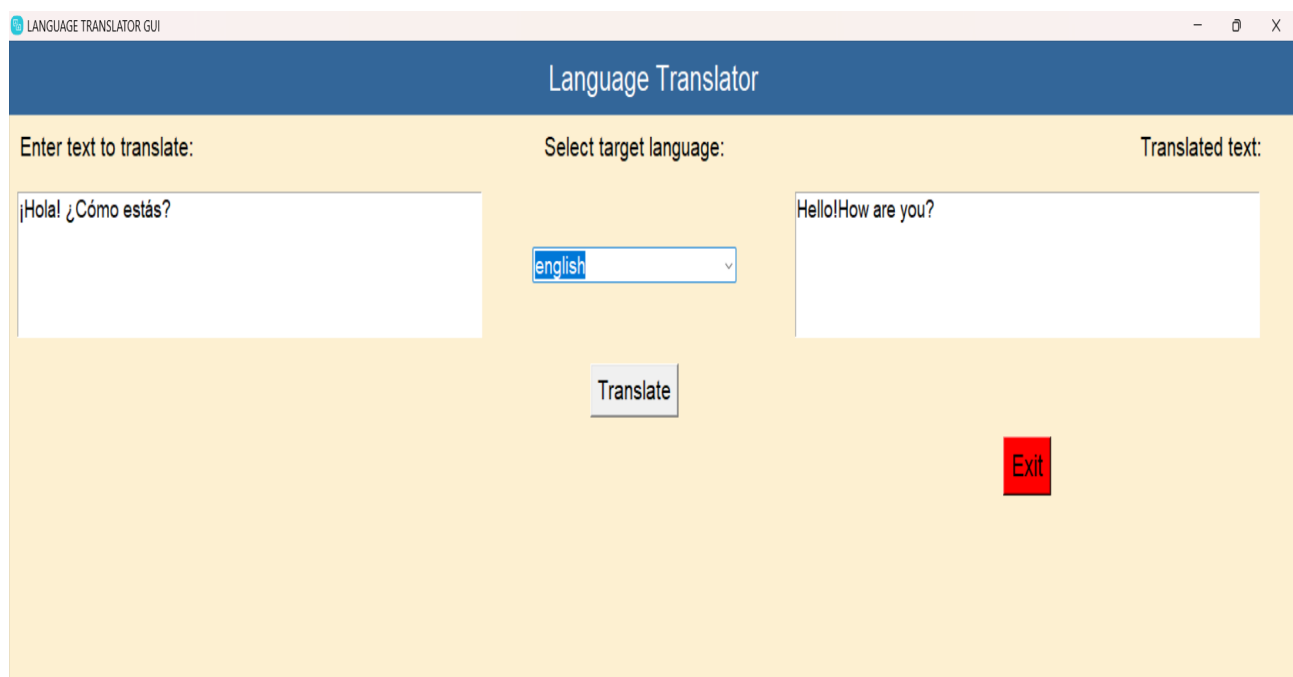 LANGUAGE TRANSLATOR GUI
Language Translator
Enter text to translate:
Select target language:
Translated text:
¡Hola! ¿Cómo estás?
english
Hello!How are you?
Translate
Exit